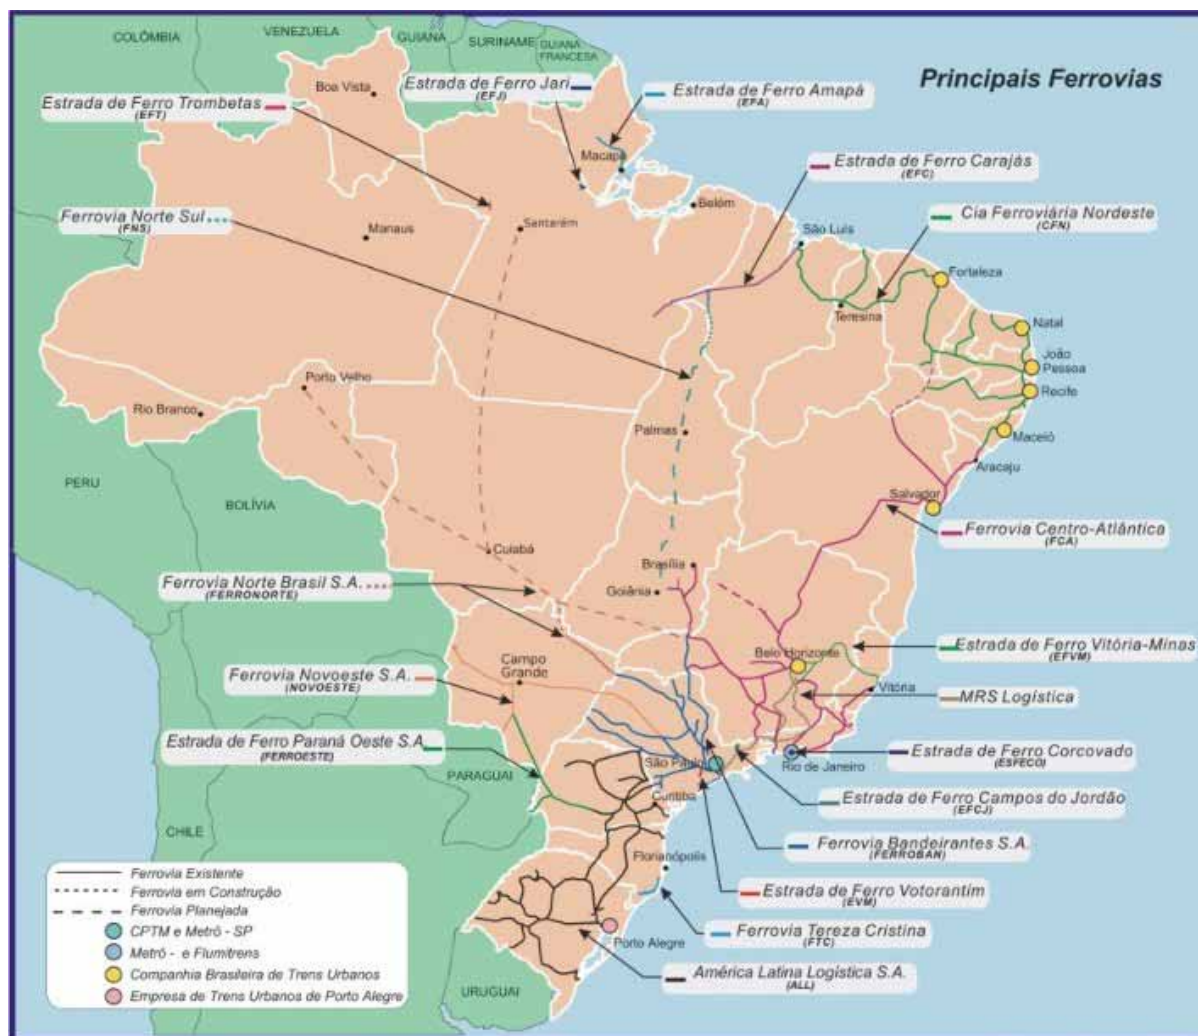 COLÔMBIA
VENEZUELA
GUIANA
SURINAME
GUIANA
FRANCESA
Principais Ferrovias
Boa Vista
Estrada de Ferro Jari
(EFJ)
Estrada de Ferro Amapá
(EFA)
Estrada de Ferro Trombetas
(EFT)
Macapá
Estrada de Ferro Carajás
(EFC)
Belém
Ferrovia Norte Sul
(FNS)
Santarém
Manaus
São Luís
Cia Ferroviária Nordeste
(CFN)
Fortaleza
Teresina
Natal
João
Pessoa
Porto Velho
Recife
Rio Branco
Palmas
Maceió
Aracaju
PERU
BOLÍVIA
Salvador
Ferrovia Centro-Atlântica
(FCA)
Cuiabá
Brasília
Goiânia
Ferrovia Norte Brasil S.A.
(FERRONORTE)
Estrada de Ferro Vitória-Minas
(EFVM)
Belo Horizonte
Campo
Grande
Ferrovia Novoeste S.A.
(NOVOESTE)
Vitória
MRS Logística
Estrada de Ferro Paraná Oeste S.A
(FERROESTE)
São Paulo
Rio de Janeiro
Estrada de Ferro Corcovado
(ESFECO)
PARAGUAI
Curitiba
Estrada de Ferro Campos do Jordão
(EFCJ)
CHILE
Ferrovia Bandeirantes S.A.
(FERROBAN)
Florianópolis
Estrada de Ferro Votorantim
(EVM)
Ferrovia Tereza Cristina
(FTC)
Porto Alegre
América Latina Logística S.A.
(ALL)
URUGUAI
Ferrovia Existente
Ferrovia em Construção
Ferrovia Planejada
CPTM e Metrô - SP
Metrô - e Flumitrens
Companhia Brasileira de Trens Urbanos
Empresa de Trens Urbanos de Porto Alegre